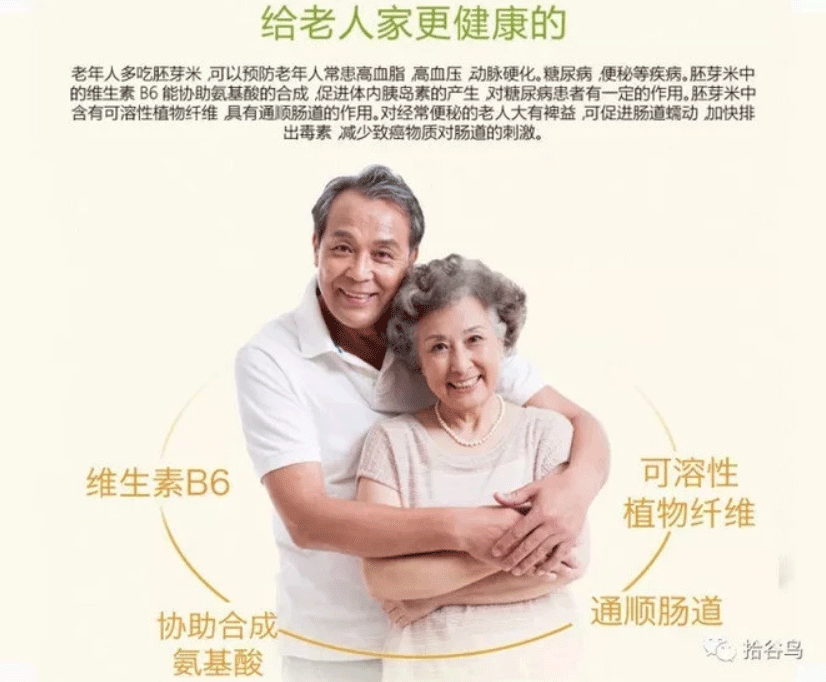 给老人家更健康的
老年人多吃胚芽米,可以预防老年人常患高血脂,高血压,动脉硬化。糖尿病,便秘等疾病。胚芽米中
的维生素 B6 能协助氨基酸的合成,促进体内胰岛素的产生,对糖尿病患者有一定的作用。胚芽米中
含有可溶性植物纤维,具有通顺肠道的作用。对经常便秘的老人大有裨益,可促进肠道蠕动,加快排
出毒素,减少致癌物质对肠道的刺激。
维生素B6
可溶性
植物纤维
协助合成
氨基酸
通顺肠道
拾谷鸟